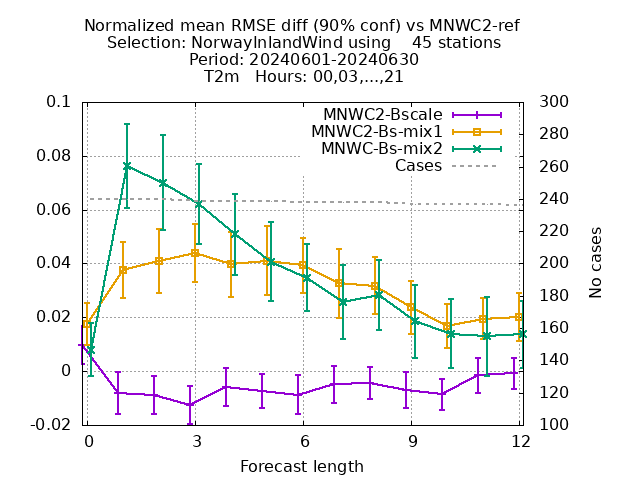 Normalized mean RMSE diff (90% conf) vs MNWC2-ref
Selection: NorwayInlandWind using    45 stations
Period: 20240601-20240630
T2m   Hours: 00,03,...,21
MNWC2-Bscale
MNWC2-Bs-mix1
MNWC-Bs-mix2
Cases
0.1
0.08
0.06
0.04
0.02
0
-0.02
300
280
260
240
220
200
180
160
140
120
100
No cases
0 3 6 9 12
Forecast length